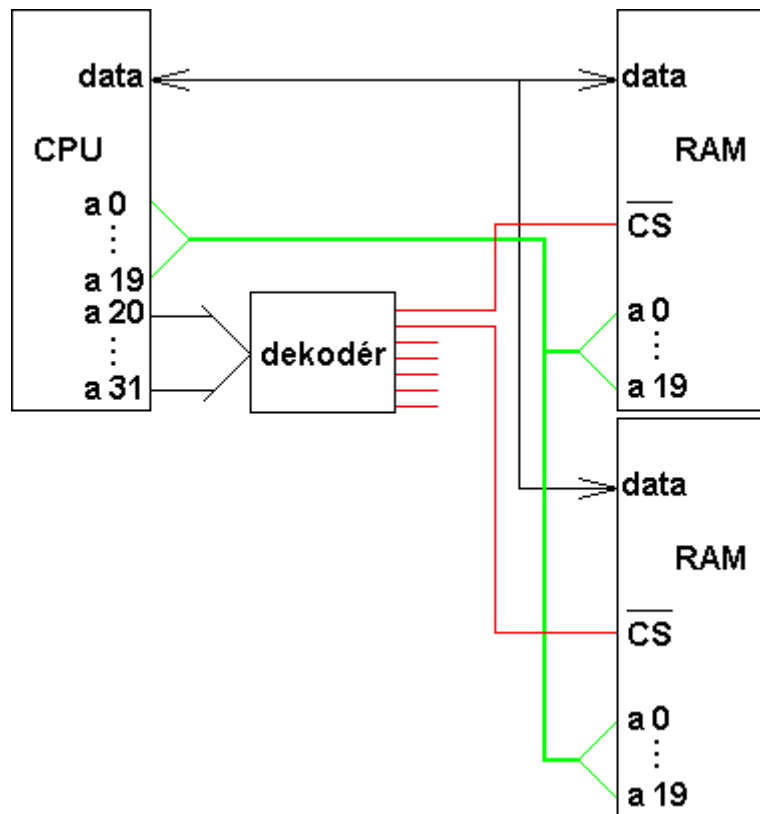 data
CPU
a 0
⋮
a 19
a 20
⋮
a 31
dekodér
data
RAM
CS
a 0
⋮
a 19
data
RAM
CS
a 0
⋮
a 19